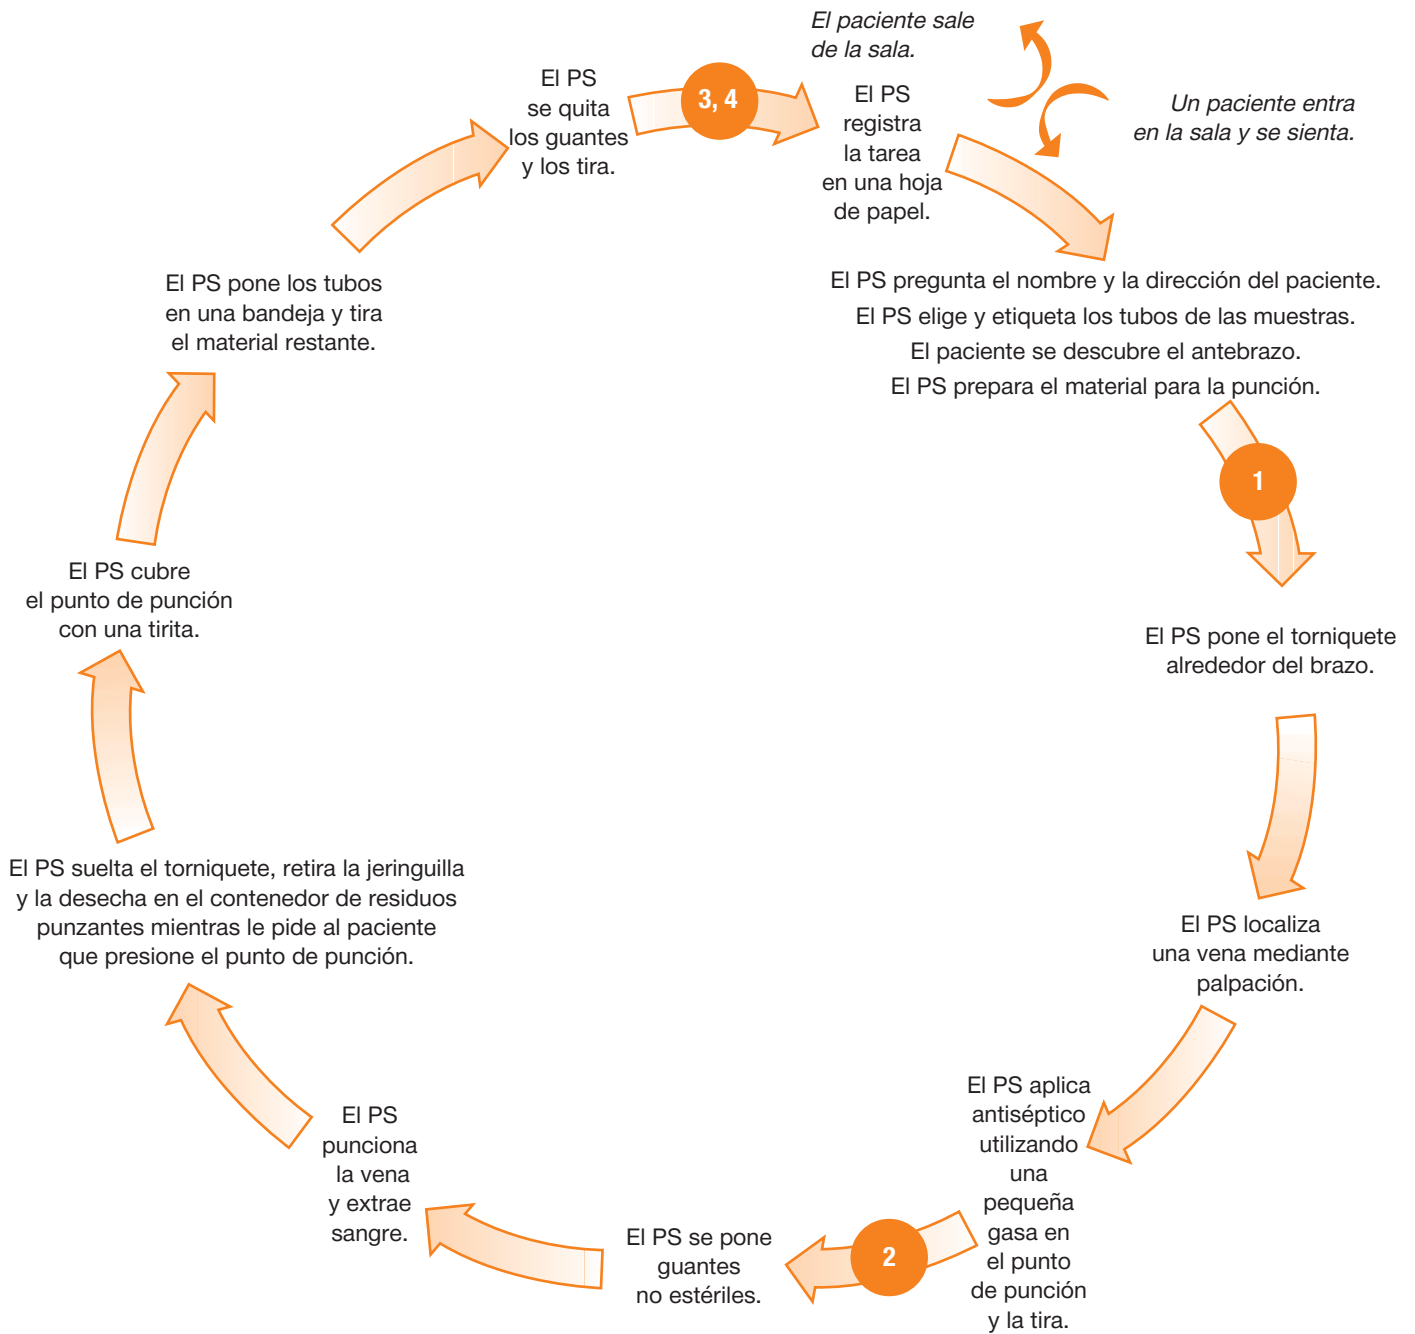 El paciente sale
de la sala.
Un paciente entra
en la sala y se sienta.
El PS pregunta el nombre y la dirección del paciente.
El PS elige y etiqueta los tubos de las muestras.
El paciente se descubre el antebrazo.
El PS prepara el material para la punción.
1
El PS pone el torniquete
alrededor del brazo.
El PS localiza
una vena mediante
palpación.
El PS aplica
antiséptico
utilizando
una
pequeña
gasa en
el punto
de punción
y la tira.
2
El PS se pone
guantes
no estériles.
El PS
punciona
la vena
y extrae
sangre.
El PS suelta el torniquete, retira la jeringuilla
y la desecha en el contenedor de residuos
punzantes mientras le pide al paciente
que presione el punto de punción.
El PS cubre
el punto de punción
con una tirita.
El PS pone los tubos
en una bandeja y tira
el material restante.
El PS
se quita
los guantes
y los tira.
3, 4
El PS
registra
la tarea
en una hoja
de papel.